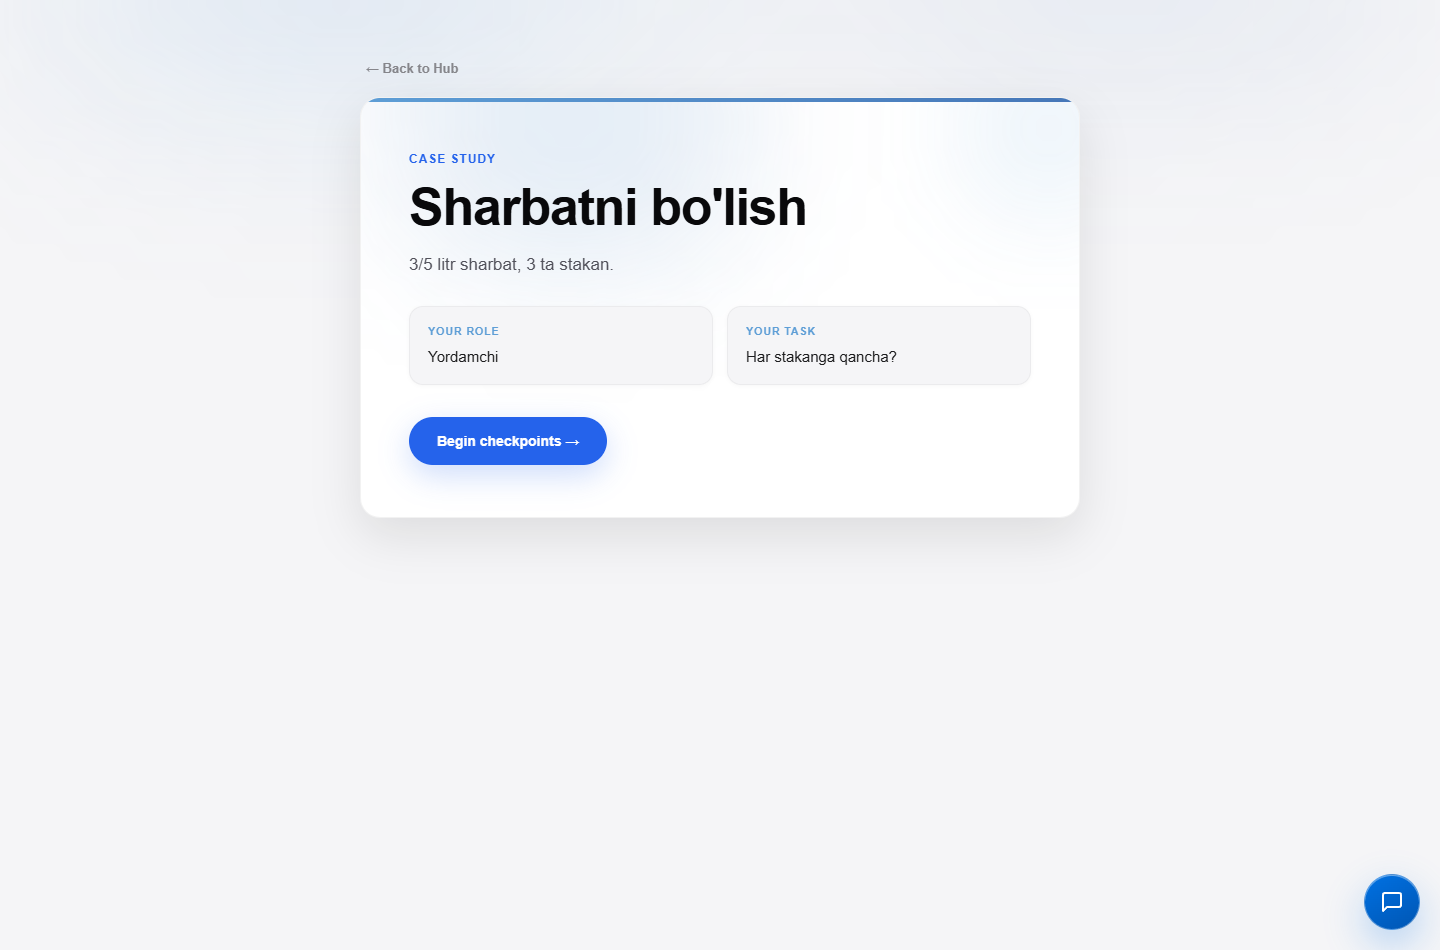 ← Back to Hub
CASE STUDY
Sharbatni bo'lish
3/5 litr sharbat, 3 ta stakan.
YOUR ROLE
Yordamchi
YOUR TASK
Har stakanga qancha?
Begin checkpoints →